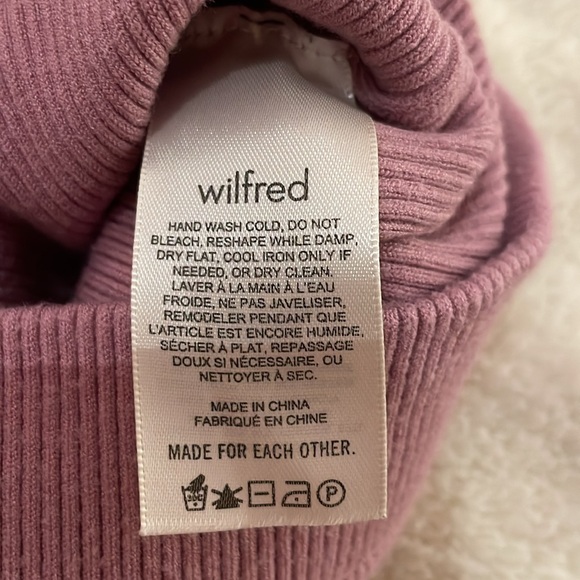 wilfred
HAND WASH COLD, DO NOT
BLEACH, RESHAPE WHILE DAMP,
DRY FLAT, COOL IRON ONLY IF
NEEDED, OR DRY CLEAN.
LAVER À LA MAIN À L'EAU
FROIDE, NE PAS JAVELISER,
REMODELER PENDANT QUE
L'ARTICLE EST ENCORE HUMIDE,
SÉCHER À PLAT, REPASSAGE
DOUX SI NÉCESSAIRE, OU
NETTOYER À SEC.
MADE IN CHINA
FABRIQUÉ EN CHINE
MADE FOR EACH OTHER.
30C P